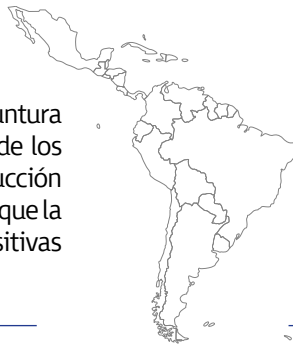 untura
de los
ucción
que la
sitivas